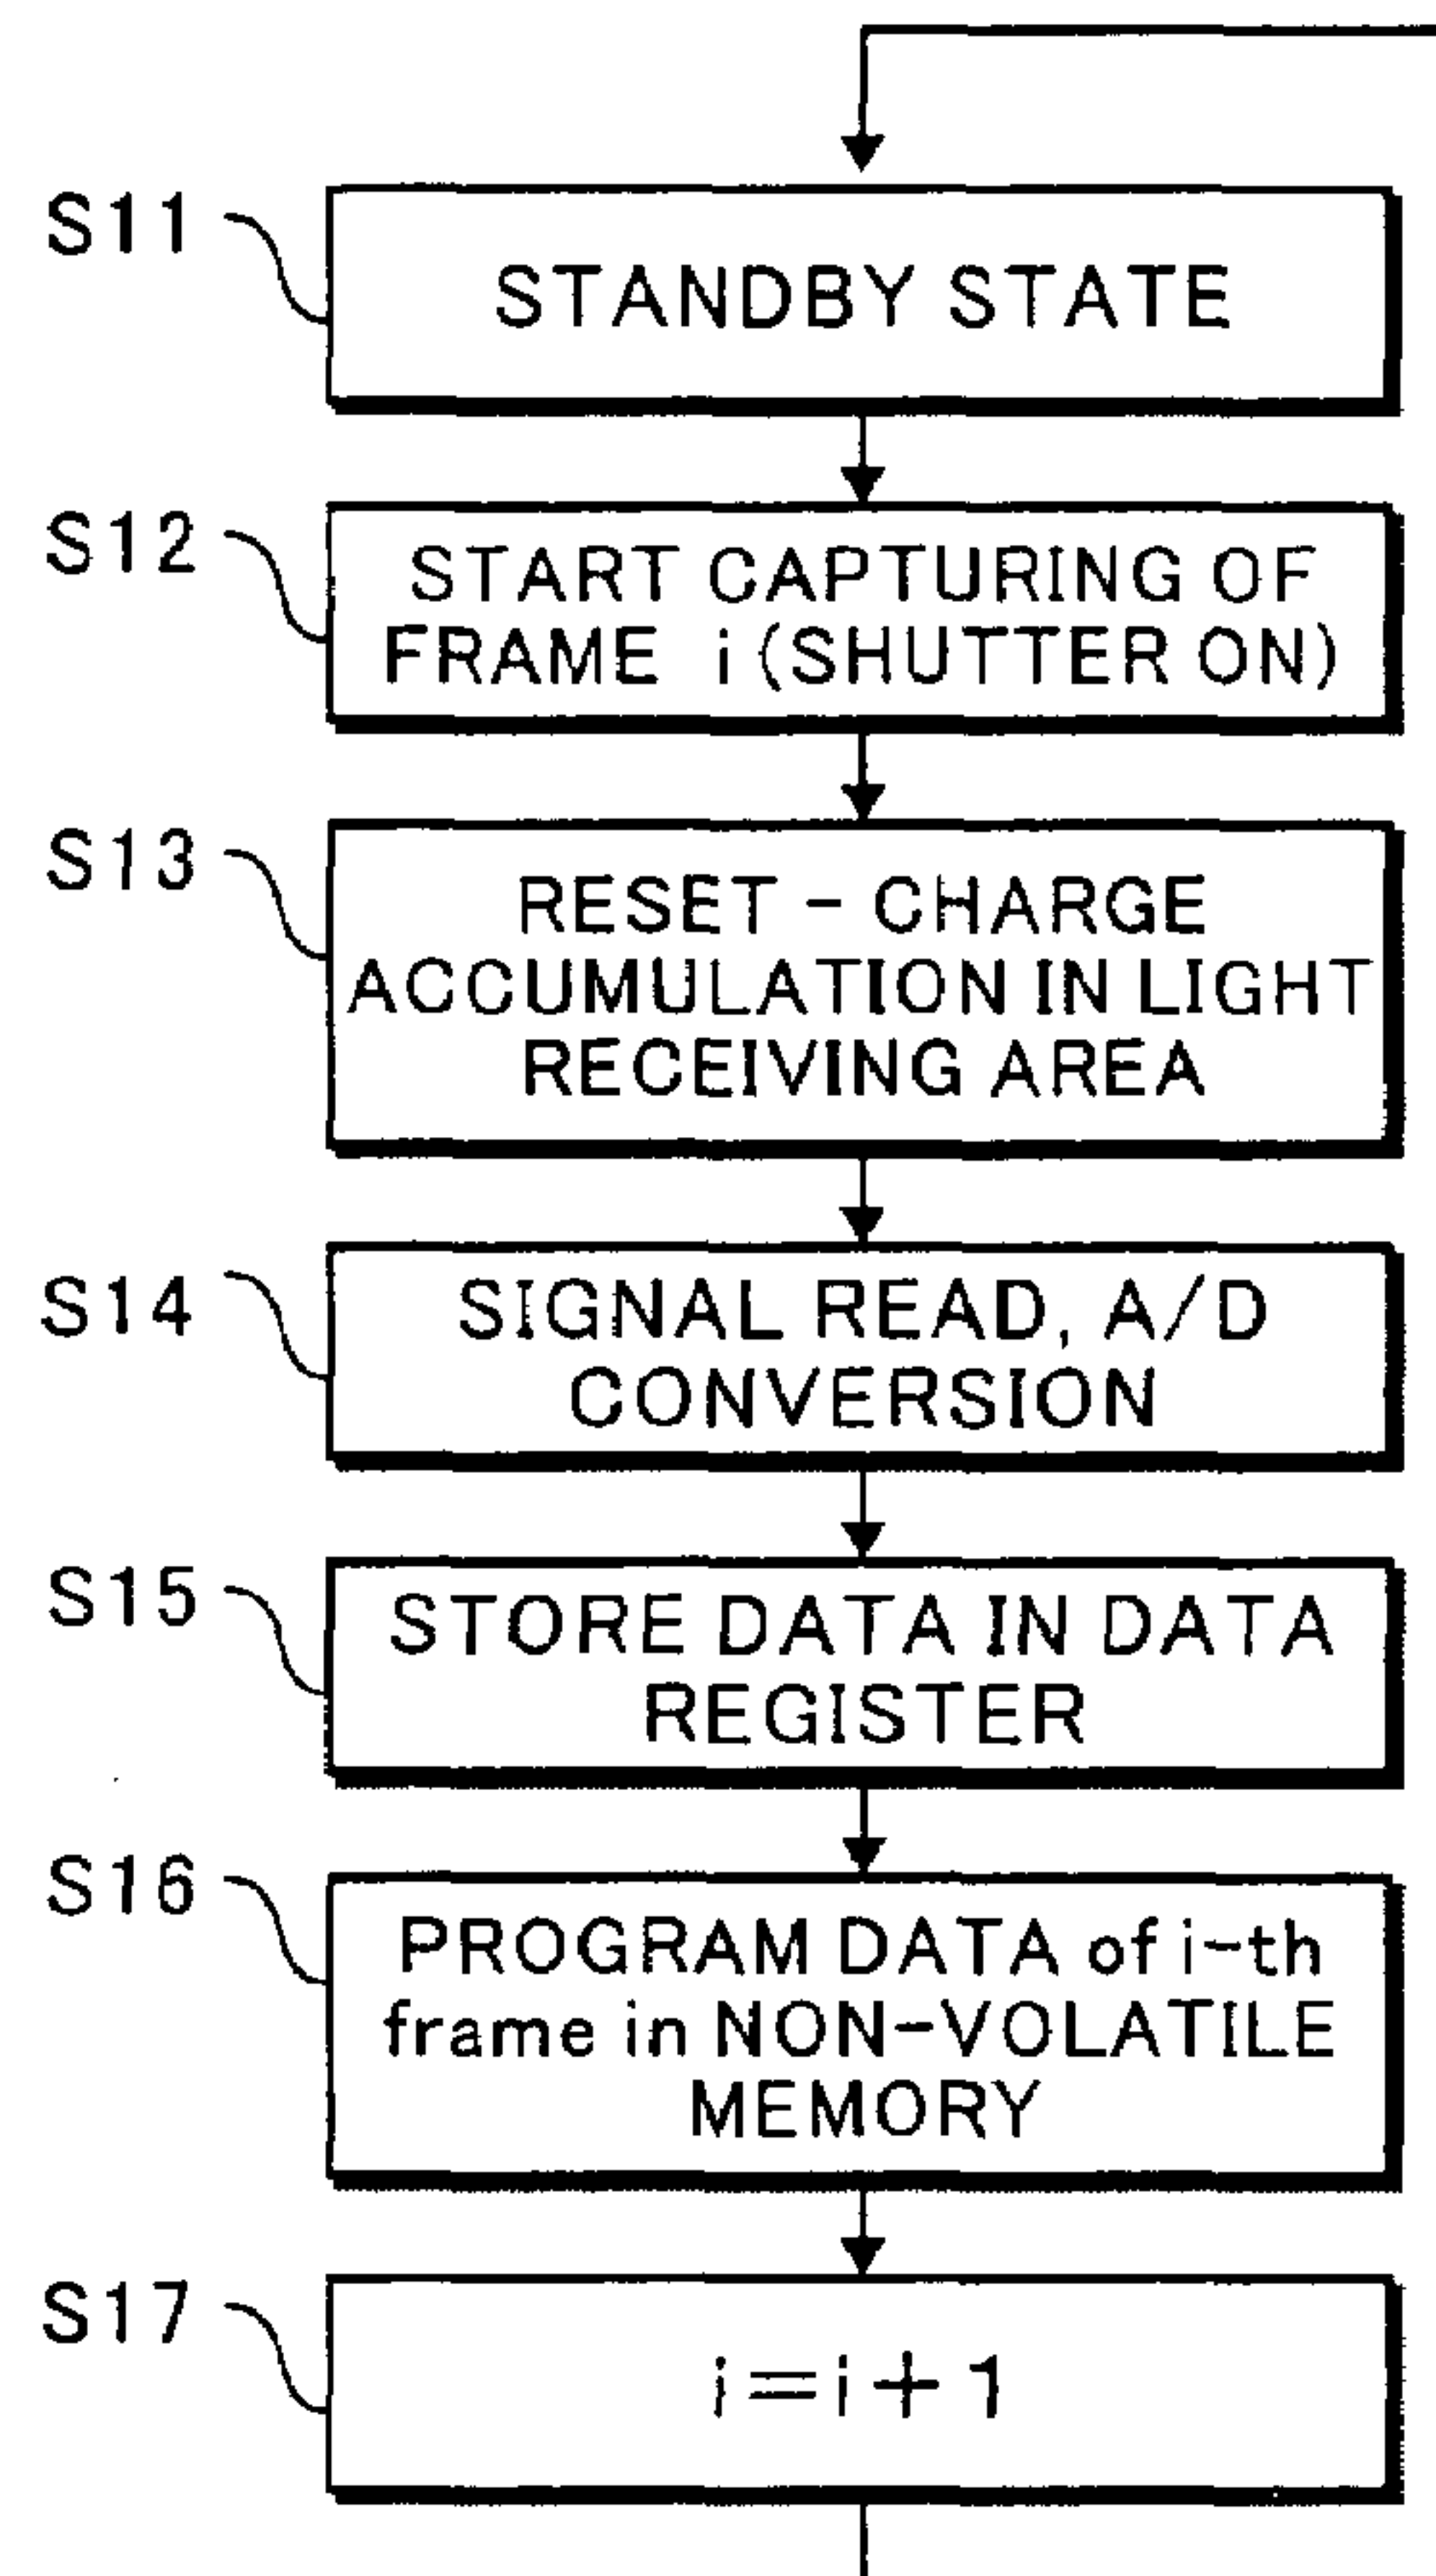 S11
STANDBY STATE
S12
START CAPTURING OF
FRAME i (SHUTTER ON)
S13
RESET - CHARGE
ACCUMULATION IN LIGHT
RECEIVING AREA
S14
SIGNAL READ, A/D
CONVERSION
S15
STORE DATA IN DATA
REGISTER
S16
PROGRAM DATA of i-th
frame in NON-VOLATILE
MEMORY
S17
i=i+1